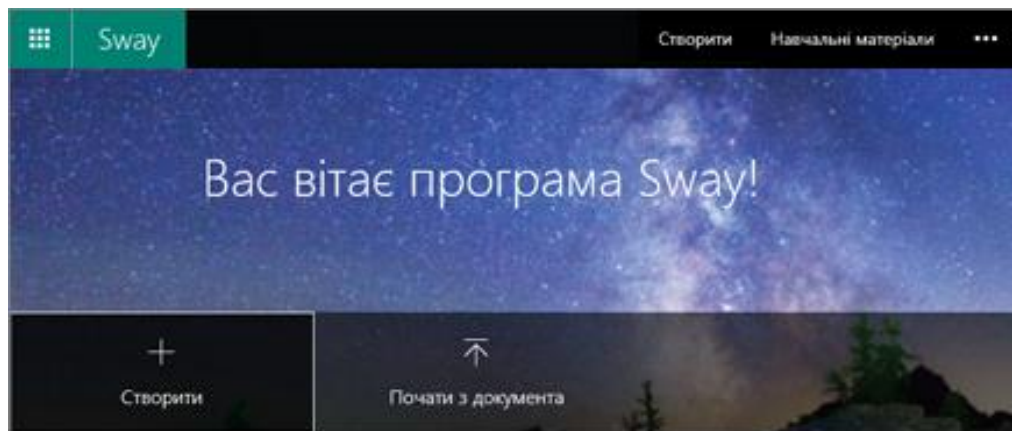 Sway
Створити Навчальні матеріали •••
Вас вітає програма Sway!
Створити
Почати з документа